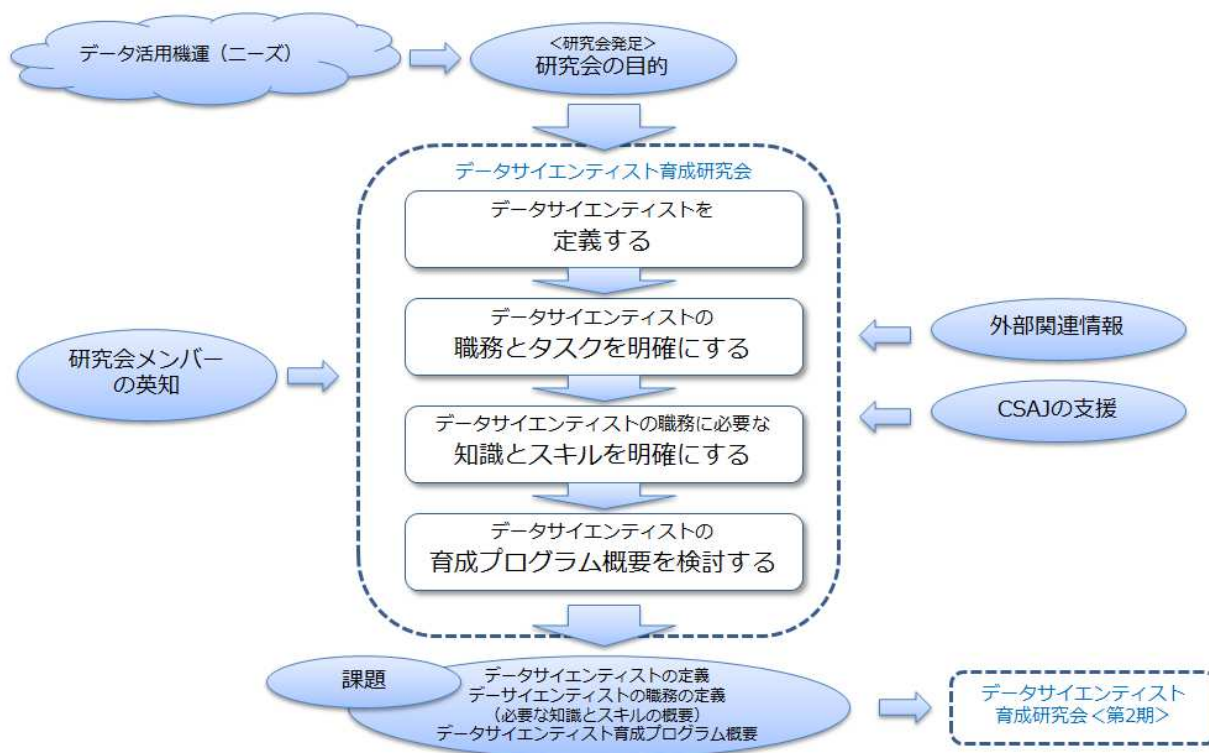 データ活用機運（ニーズ）
<研究会発足>
研究会の目的
データサイエンティスト育成研究会
データサイエンティストを
定義する
データサイエンティストの
職務とタスクを明確にする
研究会メンバー
の英知
外部関連情報
CSAJの支援
データサイエンティストの職務に必要な
知識とスキルを明確にする
データサイエンティストの
育成プログラム概要を検討する
課題
データサイエンティストの定義
データサイエンティストの職務の定義
（必要な知識とスキルの概要）
データサイエンティスト育成プログラム概要
データサイエンティスト
育成研究会<第2期>